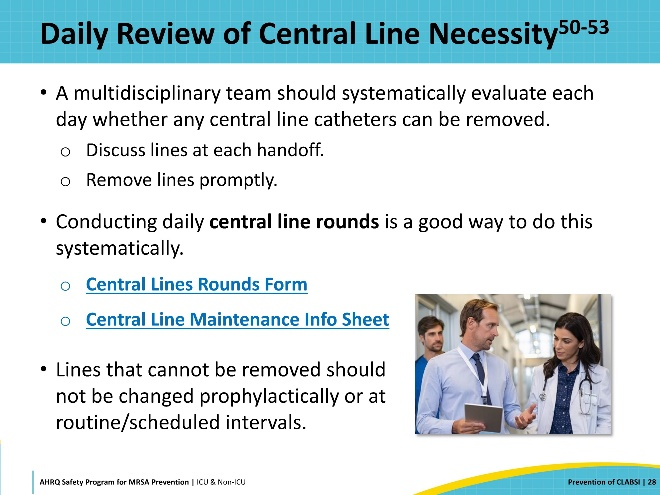 Daily Review of Central Line Necessity50-53
• A multidisciplinary team should systematically evaluate each
day whether any central line catheters can be removed.
o Discuss lines at each handoff.
o Remove lines promptly.
• Conducting daily central line rounds is a good way to do this
systematically.
o Central Lines Rounds Form
o Central Line Maintenance Info Sheet
• Lines that cannot be removed should
not be changed prophylactically or at
routine/scheduled intervals.
AHRQ Safety Program for MRSA Prevention | ICU & Non-ICU
Prevention of CLABSI | 28